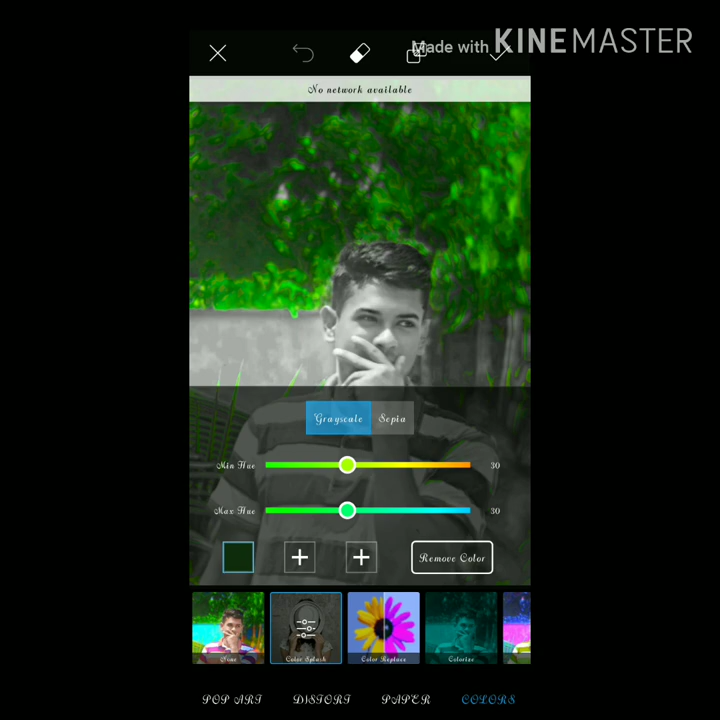 Made with KINEMASTER
No network available
Grayscale Sepia
Min Hue 30
Max Hue 30
Remove Color
None Color Splash Color Replace Colorize
POP ART DISTORT PAPER COLORS